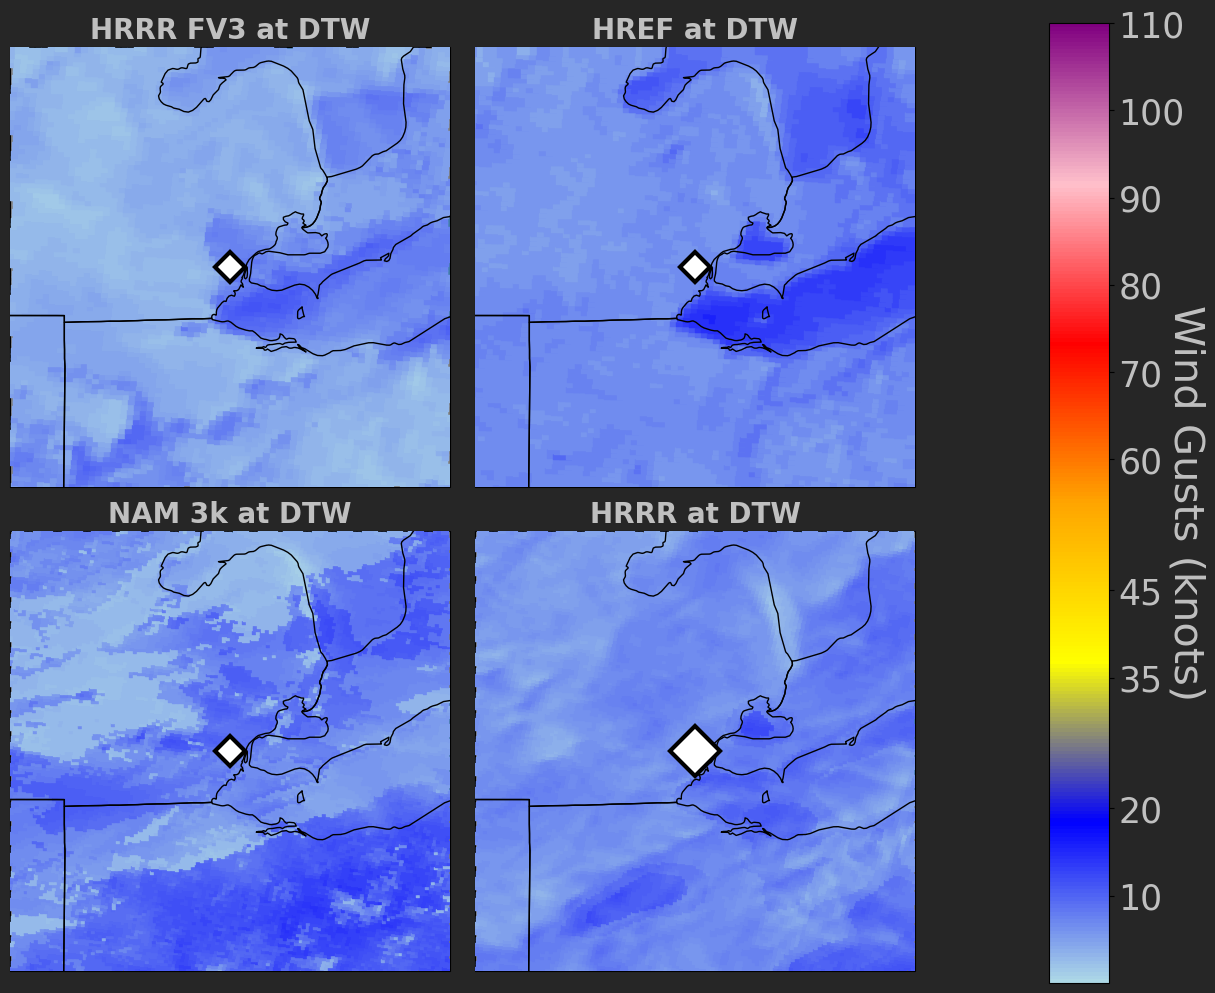 HRRR FV3 at DTW
HREF at DTW
NAM 3k at DTW
HRRR at DTW
110
100
90
80
70
60
45
35
20
10
Wind Gusts (knots)